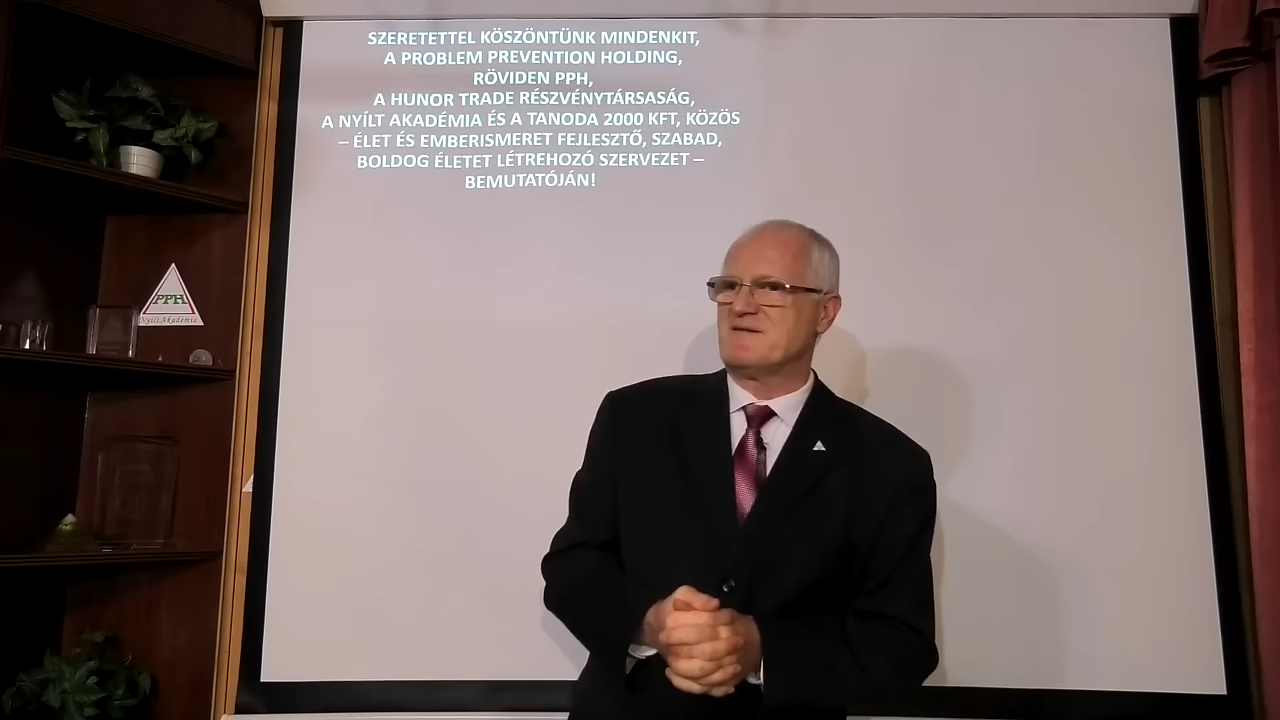 SZERETETTEL KÖSZÖNTÜNK MINDENKIT,
A PROBLEM PREVENTION HOLDING,
RÖVIDEN PPH,
A HUNOR TRADE RÉSZVÉNYTÁRSASÁG,
A NYÍLT AKADÉMIA ÉS A TANODA 2000 KFT, KÖZÖS
– ÉLET ÉS EMBERISMERET FEJLESZTŐ, SZABAD,
BOLDOG ÉLETET LÉTREHOZÓ SZERVEZET –
BEMUTATÓJÁN!
PPH
Nyílt Akadémia